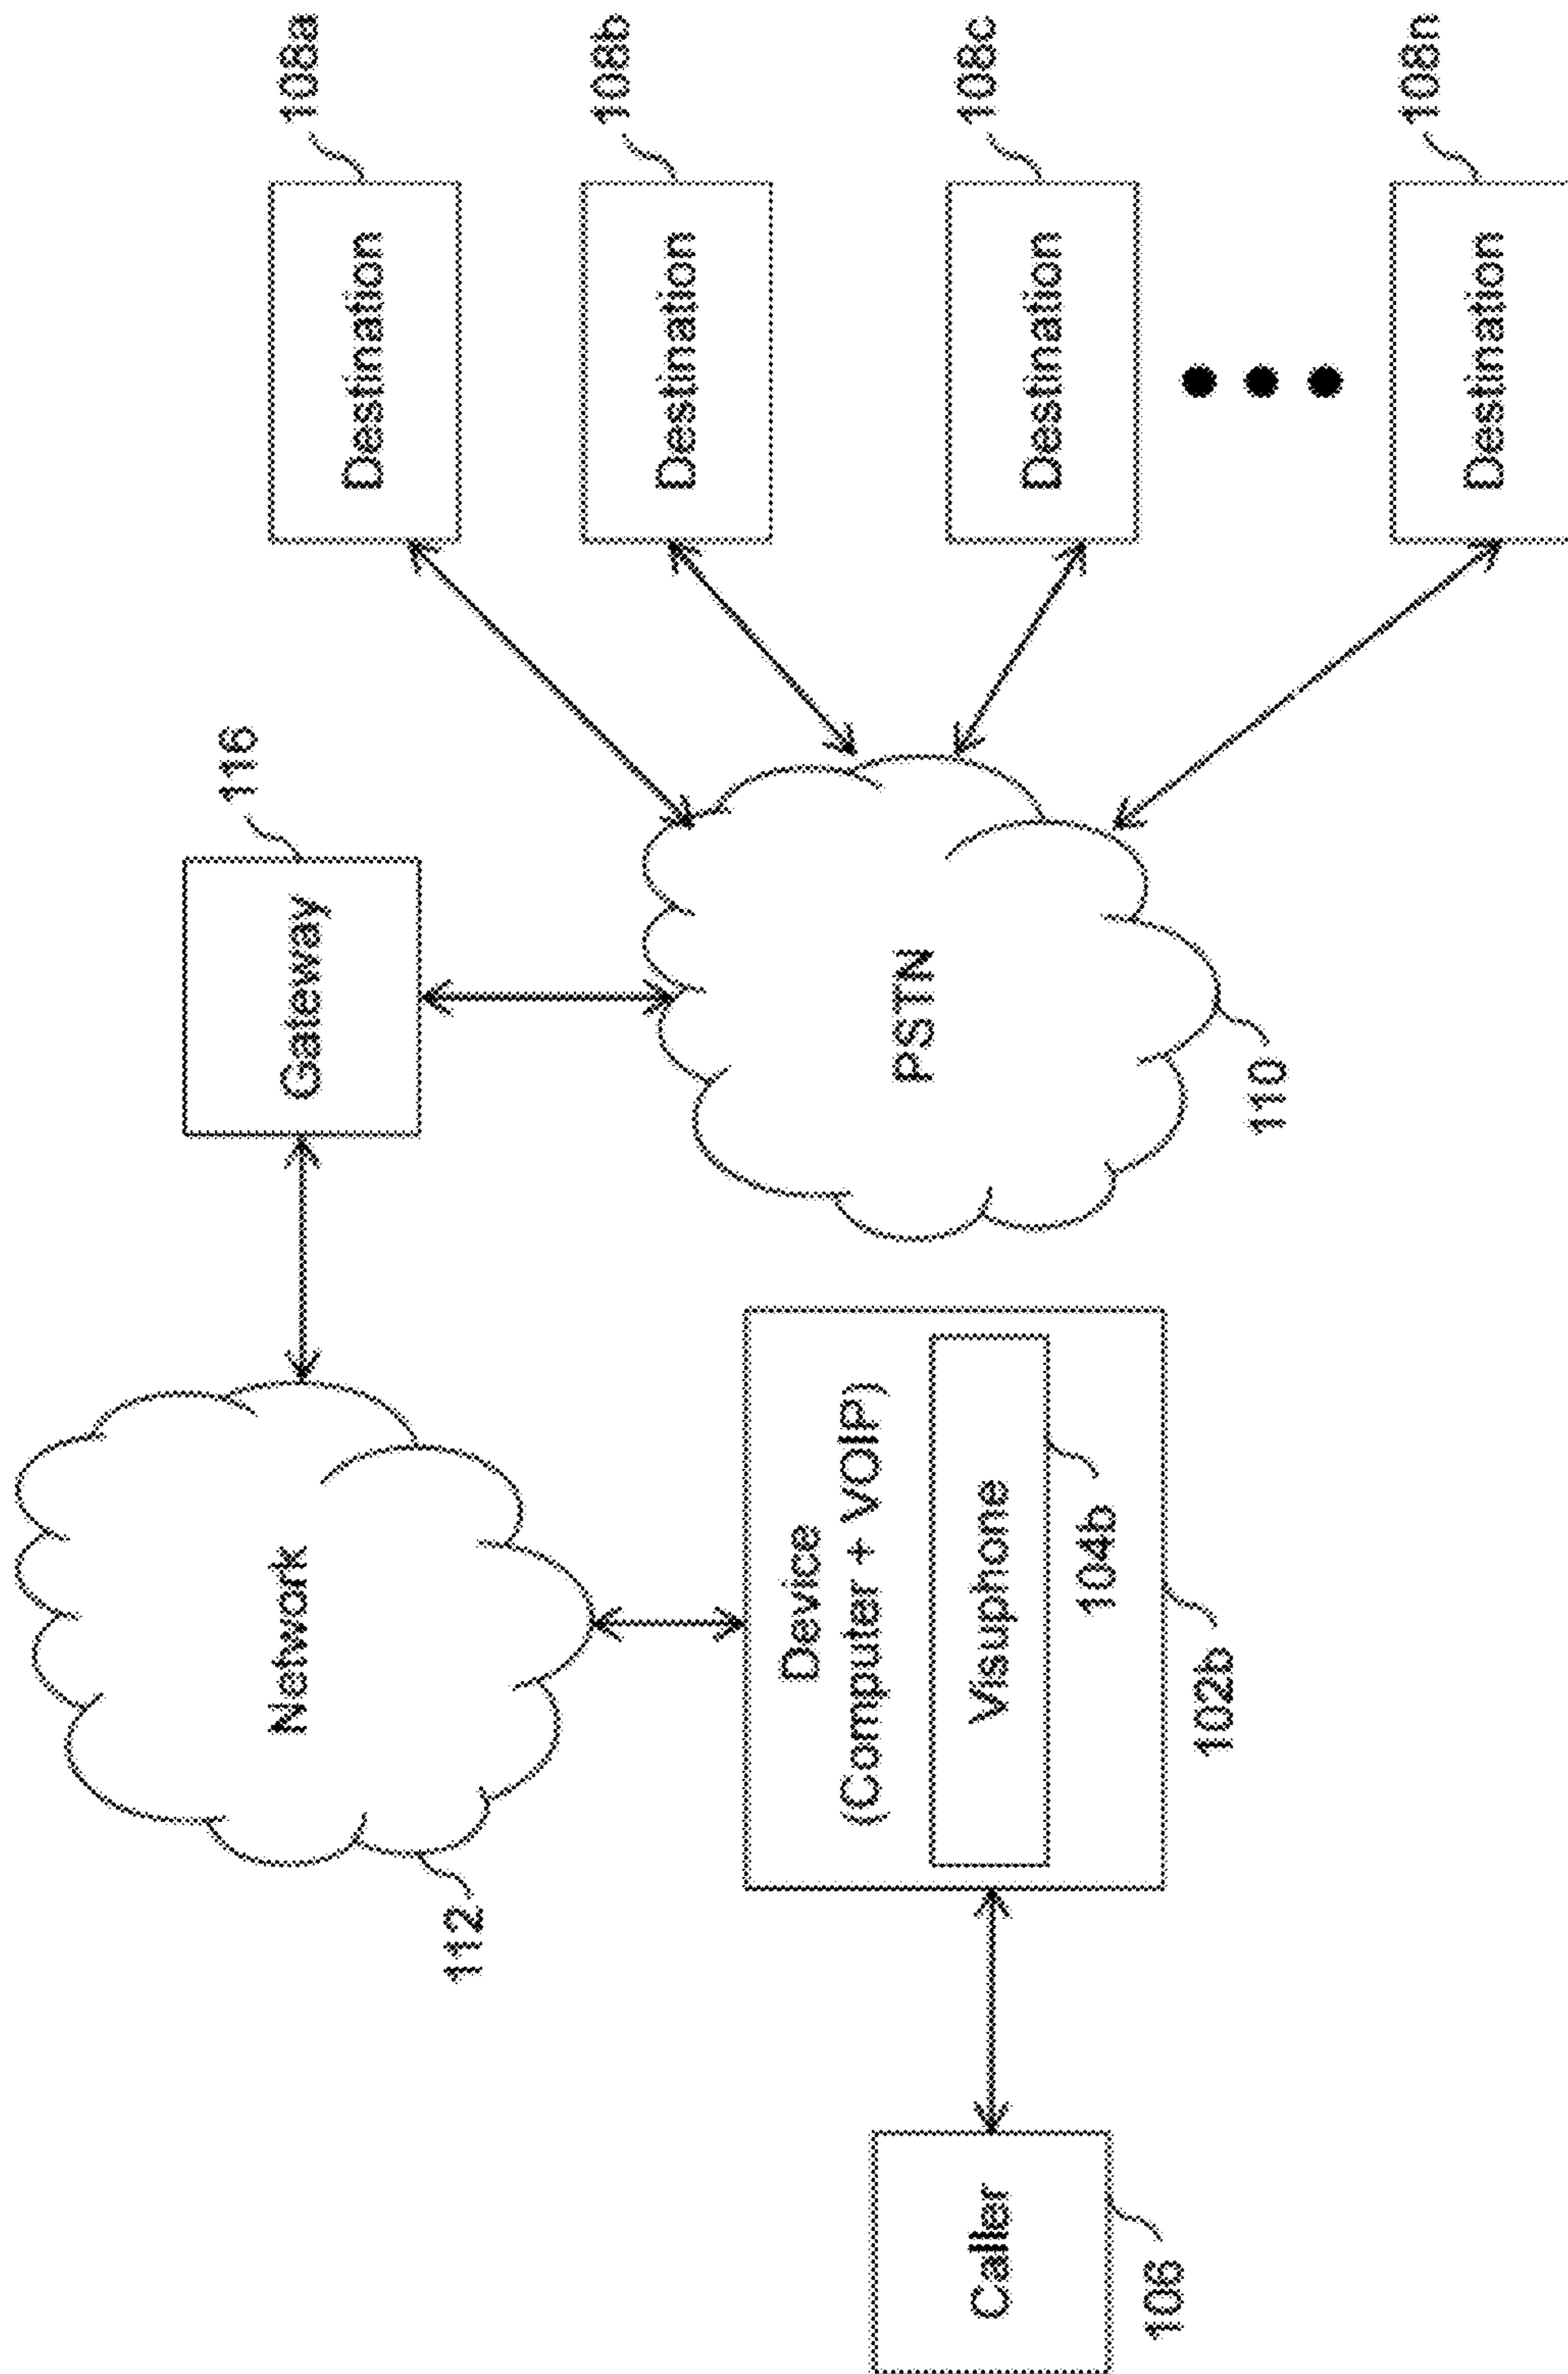 Network
112
Gateway
116
Destination
108a
Destination
108b
Destination
108c
Destination
108n
PSTN
110
Device
(Computer + VOIP)
Visuphone
104b
102b
Caller
106